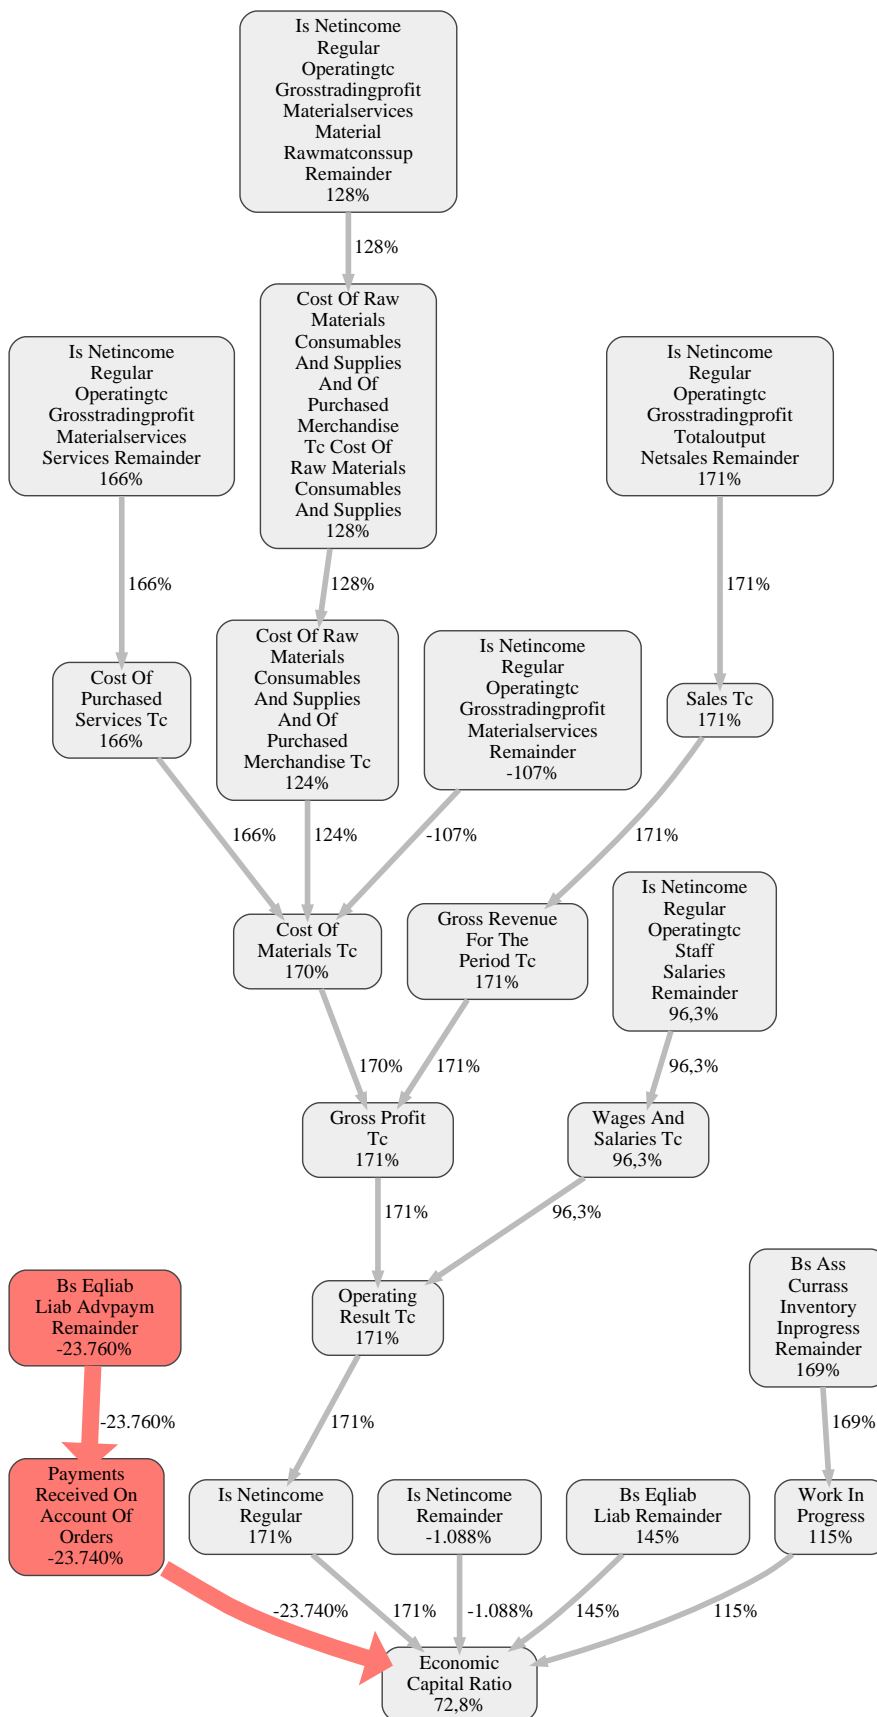 Is Netincome
Regular
Operatingtc
Grosstradingprofit
Materialservices
Material
Rawmatconssup
Remainder
128%
128%
Cost Of Raw
Materials
Consumables
And Supplies
And Of
Purchased
Merchandise
Tc Cost Of
Raw Materials
Consumables
And Supplies
128%
Is Netincome
Regular
Operatingtc
Grosstradingprofit
Materialservices
Services Remainder
166%
Is Netincome
Regular
Operatingtc
Grosstradingprofit
Totaloutput
Netsales Remainder
171%
166%
128%
171%
Cost Of
Purchased
Services Tc
166%
Cost Of Raw
Materials
Consumables
And Supplies
And Of
Purchased
Merchandise Tc
124%
Is Netincome
Regular
Operatingtc
Grosstradingprofit
Materialservices
Remainder
-107%
Sales Tc
171%
166%
124%
-107%
171%
Cost Of
Materials Tc
170%
Gross Revenue
For The
Period Tc
171%
Is Netincome
Regular
Operatingtc
Staff
Salaries
Remainder
96,3%
170%
171%
96,3%
Gross Profit
Tc
171%
Wages And
Salaries Tc
96,3%
171%
96,3%
Bs Eqliab
Liab Advpaym
Remainder
-23.760%
Operating
Result Tc
171%
Bs Ass
Currass
Inventory
Inprogress
Remainder
169%
-23.760%
171%
169%
Payments
Received On
Account Of
Orders
-23.740%
Is Netincome
Regular
171%
Is Netincome
Remainder
-1.088%
Bs Eqliab
Liab Remainder
145%
Work In
Progress
115%
-23.740%
171%
-1.088%
145%
115%
Economic
Capital Ratio
72,8%